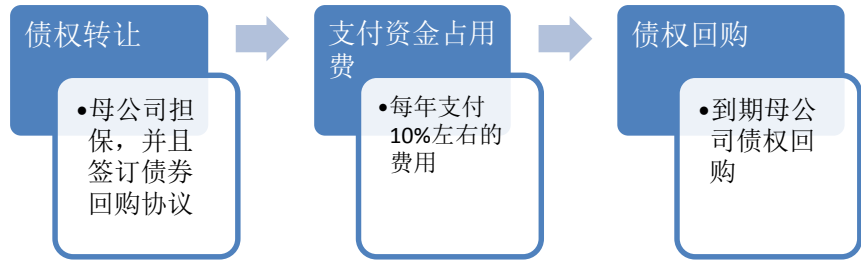 债权转让
•母公司担
保，并且
签订债券
回购协议
支付资金占用
费
•每年支付
10%左右的
费用
债权回购
•到期母公
司债权回
购